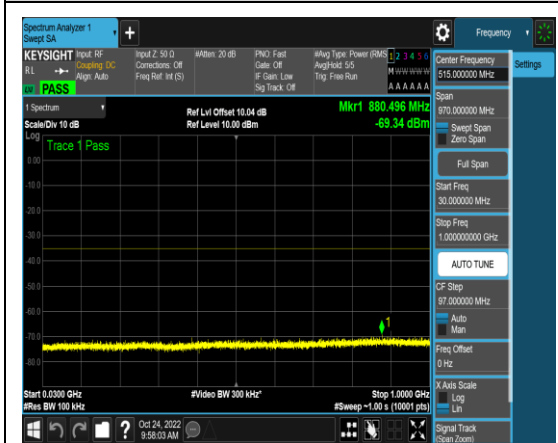 Spectrum Analyzer 1
Swept SA
+
Frequency
KEYSIGHT
RL
PASS
Input: RF
Coupling: DC
Align: Auto
Input Z: 50 Ω
Corrections: Off
Freq Ref: Int (S)
#Atten: 20 dB
PNO: Fast
Gate: Off
IF Gain: Low
Sig Track: Off
#Avg Type: Power (RMS
Avg|Hold: 5/5
Trig: Free Run
1 2 3 4 5 6
M W W W W W
A A A A A A
1 Spectrum
Scale/Div 10 dB
Log
Ref Lvl Offset 10.04 dB
Ref Level 10.00 dBm
Mkr1 880.496 MHz
-69.34 dBm
Trace 1 Pass
0.00
-10.0
-20.0
-30.0
-40.0
-50.0
-60.0
-70.0
-80.0
1
Start 0.0300 GHz
#Res BW 100 kHz
#Video BW 300 kHz*
Stop 1.0000 GHz
#Sweep ~1.00 s (10001 pts)
Oct 24, 2022
9:58:03 AM
?
Center Frequency
515.000000 MHz
Settings
Span
970.000000 MHz
Swept Span
Zero Span
Full Span
Start Freq
30.000000 MHz
Stop Freq
1.000000000 GHz
AUTO TUNE
CF Step
97.000000 MHz
Auto
Man
Freq Offset
0 Hz
X Axis Scale
Log
Lin
Signal Track
(Span Zoom)